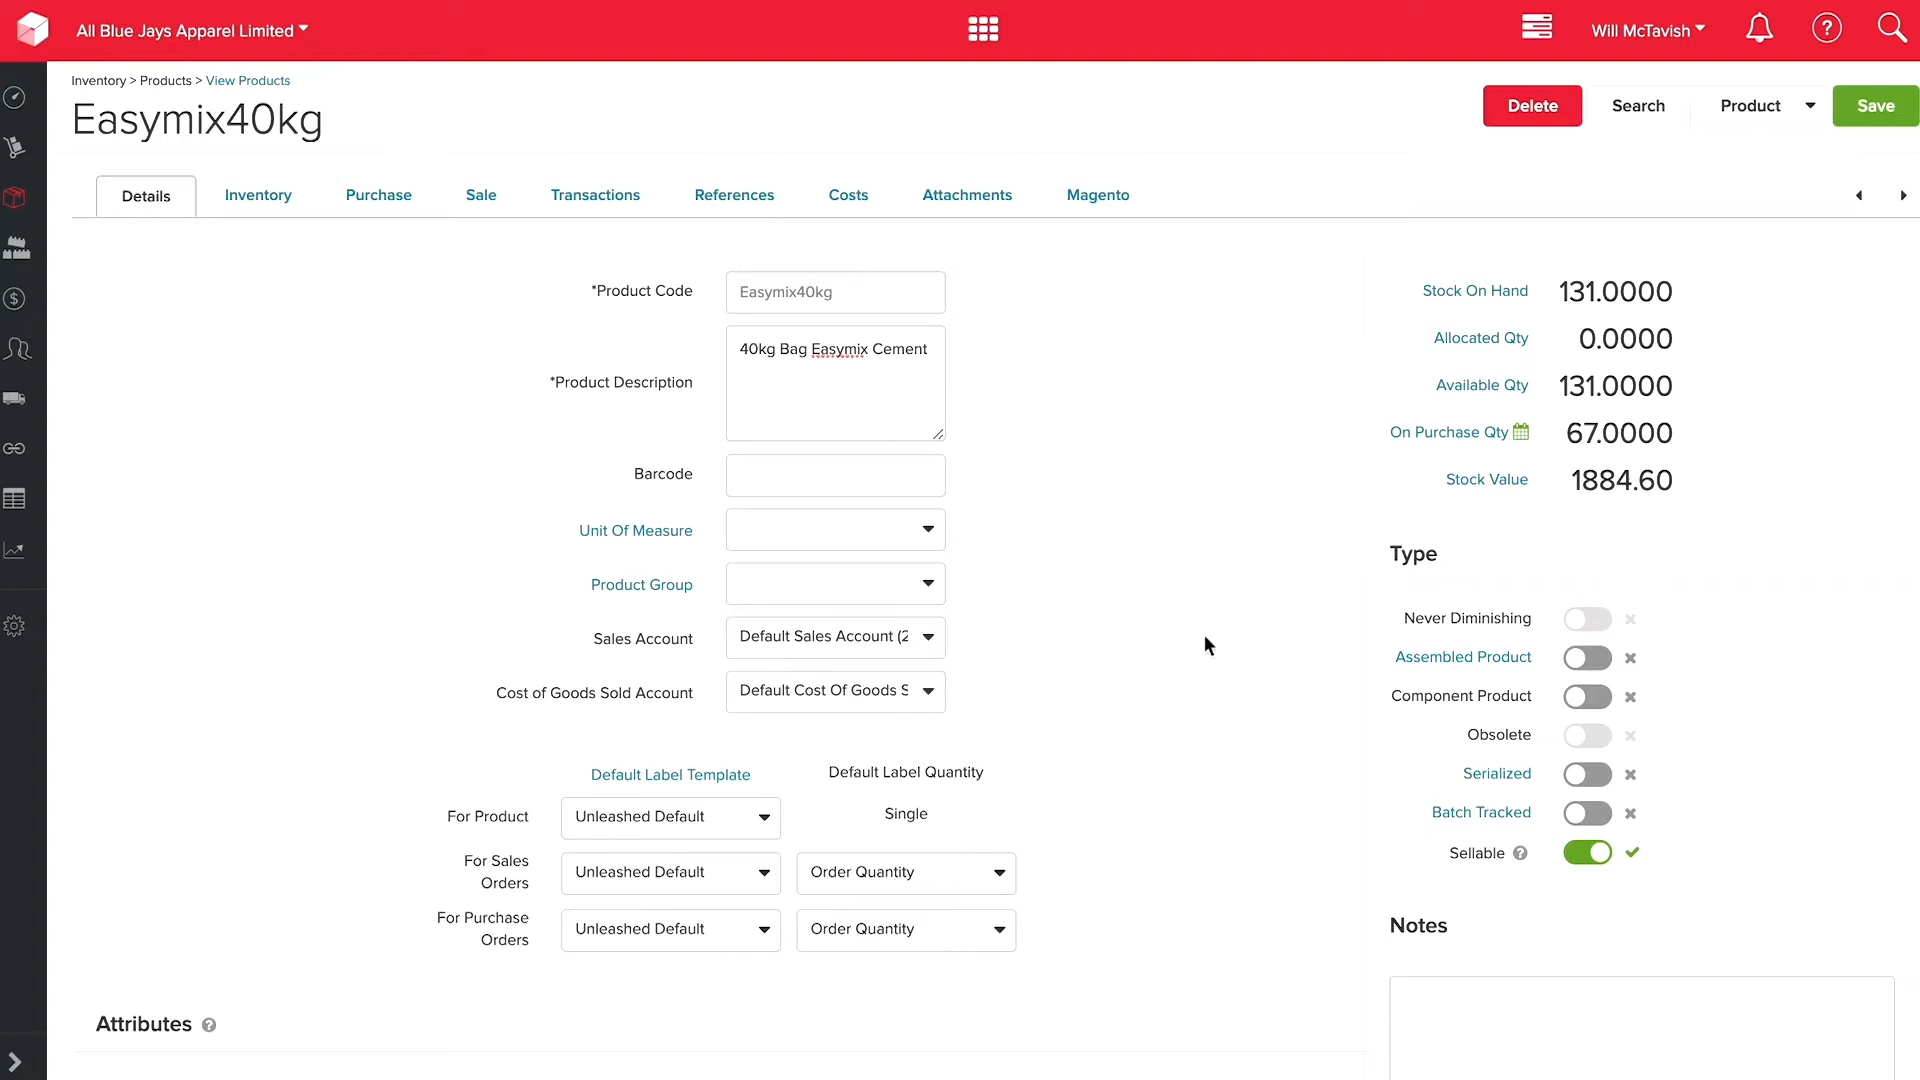 All Blue Jays Apparel Limited
Will McTavish
Inventory > Products > View Products
Easymix40kg
Delete
Search
Product
Save
Details
Inventory
Purchase
Sale
Transactions
References
Costs
Attachments
Magento
*Product Code
Easymix40kg
*Product Description
40kg Bag Easymix Cement
Barcode
Unit Of Measure
Product Group
Sales Account
Default Sales Account (2
Cost of Goods Sold Account
Default Cost Of Goods S
Default Label Template
Default Label Quantity
For Product
Unleashed Default
Single
For Sales
Orders
Unleashed Default
Order Quantity
For Purchase
Orders
Unleashed Default
Order Quantity
Attributes ?
Stock On Hand 131.0000
Allocated Qty 0.0000
Available Qty 131.0000
On Purchase Qty 67.0000
Stock Value 1884.60
Type
Never Diminishing
Assembled Product
Component Product
Obsolete
Serialized
Batch Tracked
Sellable ?
Notes